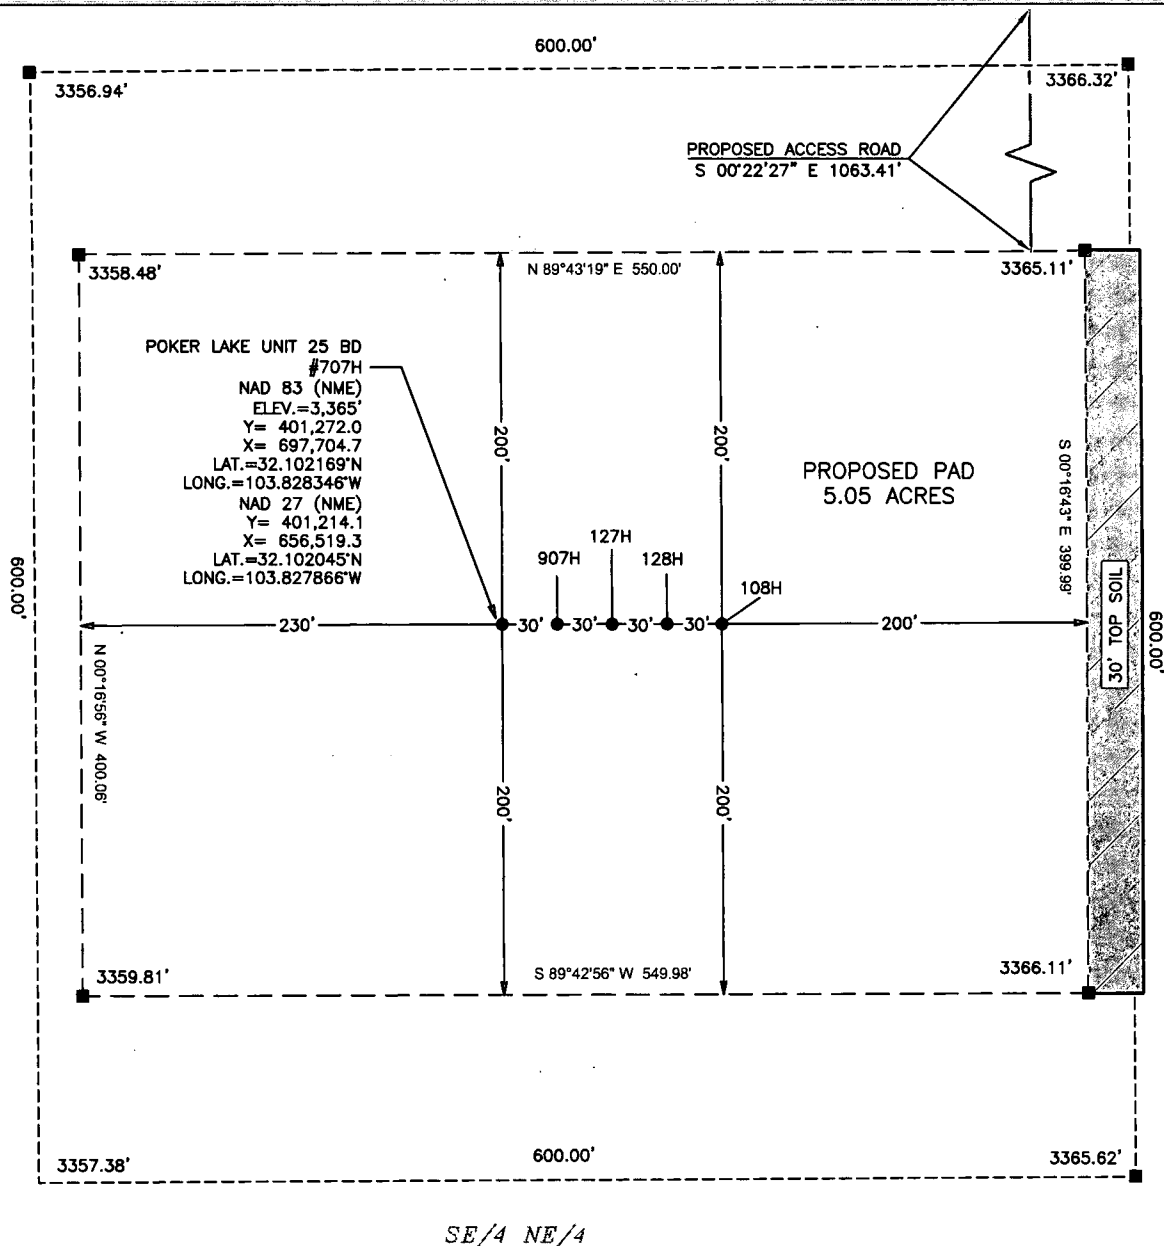 600.00'
3356.94'
3366.32'
PROPOSED ACCESS ROAD
S 00°22'27" E 1063.41'
3358.48'
N 89°43'19" E 550.00'
3365.11'
POKER LAKE UNIT 25 BD
#707H
NAD 83 (NME)
ELEV.=3,365'
Y= 401,272.0
X= 697,704.7
LAT.=32.102169°N
LONG.=103.828346°W
NAD 27 (NME)
Y= 401,214.1
X= 656,519.3
LAT.=32.102045°N
LONG.=103.827866°W
200'
200'
PROPOSED PAD
5.05 ACRES
S 00°16'43" E 399.99'
907H
127H
128H
108H
600.00'
230'
30'
30'
30'
30'
200'
30' TOP SOIL
600.00'
N 00°16'56" W 400.06'
200'
200'
3359.81'
S 89°42'56" W 549.98'
3366.11'
3357.38'
600.00'
3365.62'
SE/4 NE/4